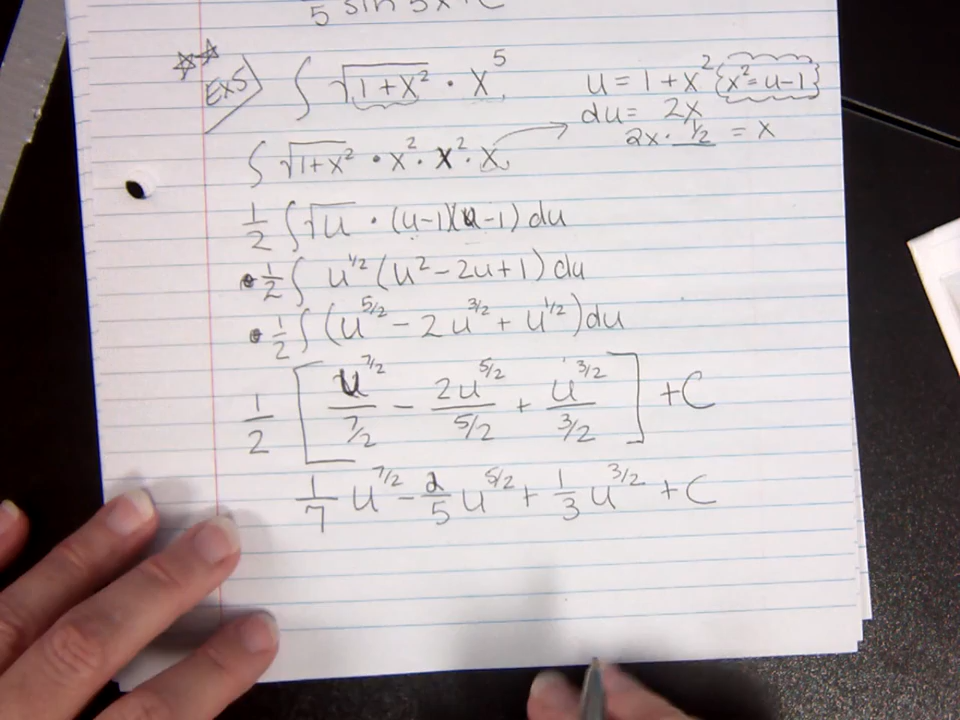 5 sin 5x + C
Ex5 ∫ √(1+x²) · x⁵ u = 1+x² {x² = u-1}
du = 2x
2x · 1/2 = x
∫ √(1+x²) · x² · x² · x
1/2 ∫ √u · (u-1)(u-1) du
· 1/2 ∫ u^(1/2) (u² - 2u + 1) du
· 1/2 ∫ (u^(5/2) - 2u^(3/2) + u^(1/2)) du
1/2 [ u^(7/2)/(7/2) - 2u^(5/2)/(5/2) + u^(3/2)/(3/2) ] + C
1/7 u^(7/2) - 2/5 u^(5/2) + 1/3 u^(3/2) + C